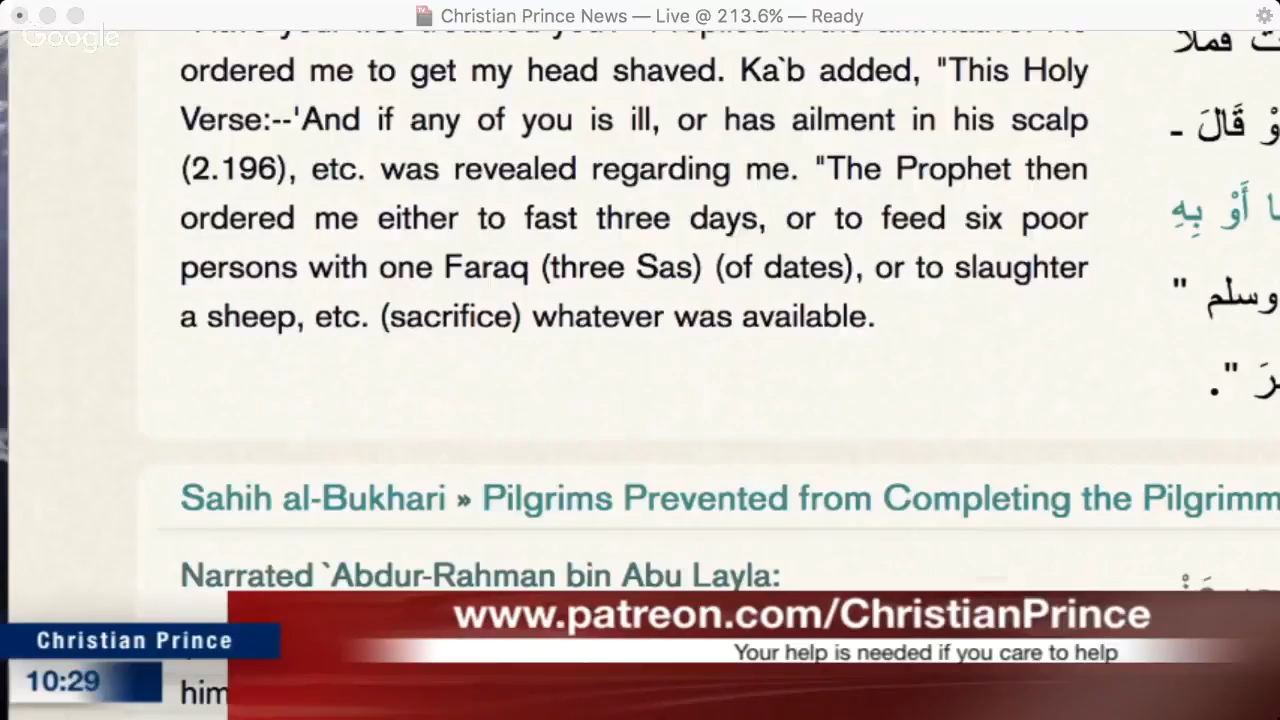 Christian Prince News — Live @ 213.6% — Ready
Google
ordered me to get my head shaved. Ka`b added, "This Holy
Verse:--'And if any of you is ill, or has ailment in his scalp
(2.196), etc. was revealed regarding me. "The Prophet then
ordered me either to fast three days, or to feed six poor
persons with one Faraq (three Sas) (of dates), or to slaughter
a sheep, etc. (sacrifice) whatever was available.
قَالَ ـ
أَوْ بِهِ
وسلم "
Sahih al-Bukhari » Pilgrims Prevented from Completing the Pilgrimm
Narrated `Abdur-Rahman bin Abu Layla:
www.patreon.com/ChristianPrince
Christian Prince
Your help is needed if you care to help
10:29
him